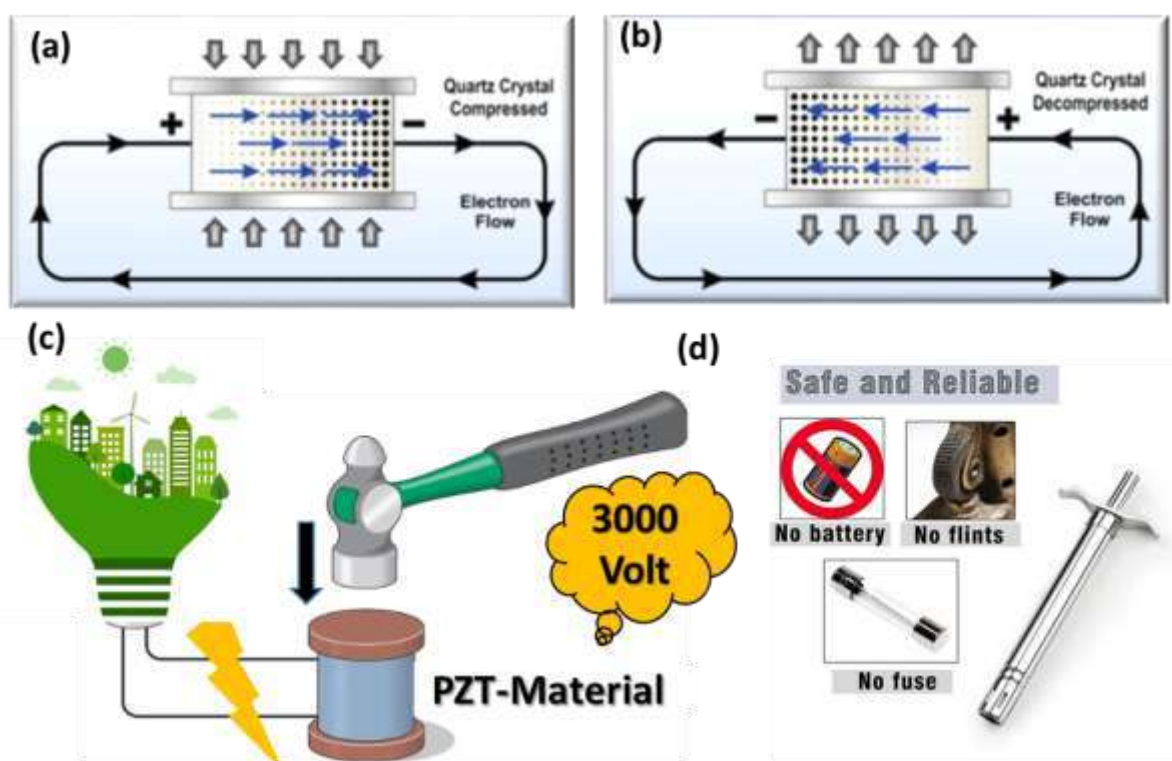 (a)
Quartz Crystal
Compressed
+
−
Electron
Flow
(b)
Quartz Crystal
Decompressed
−
+
Electron
Flow
(c)
3000
Volt
PZT-Material
(d)
Safe and Reliable
No battery
No flints
No fuse